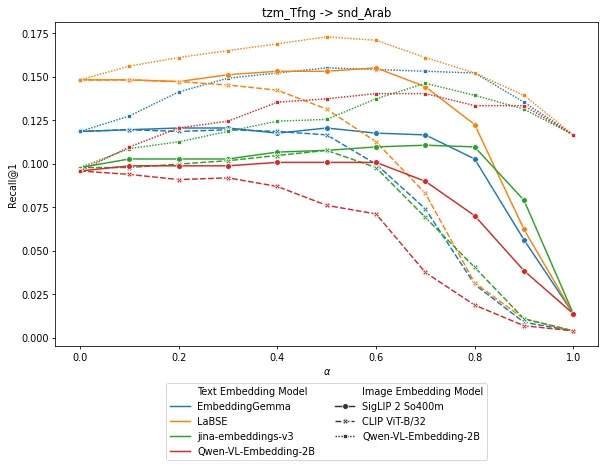 tzm_Tfng -> snd_Arab
Recall@1
0.175
0.150
0.125
0.100
0.075
0.050
0.025
0.000
0.0
0.2
0.4
0.6
0.8
1.0
α
Text Embedding Model
EmbeddingGemma
LaBSE
jina-embeddings-v3
Qwen-VL-Embedding-2B
Image Embedding Model
SigLIP 2 So400m
CLIP ViT-B/32
Qwen-VL-Embedding-2B